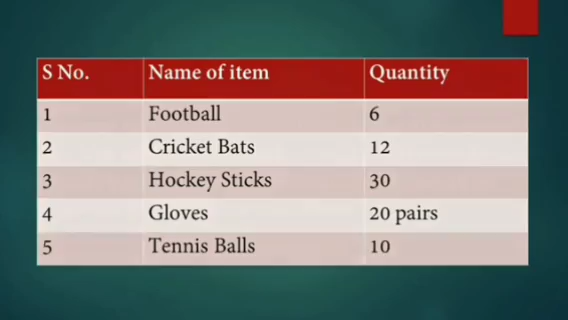 S No. Name of item Quantity
1 Football 6
2 Cricket Bats 12
3 Hockey Sticks 30
4 Gloves 20 pairs
5 Tennis Balls 10